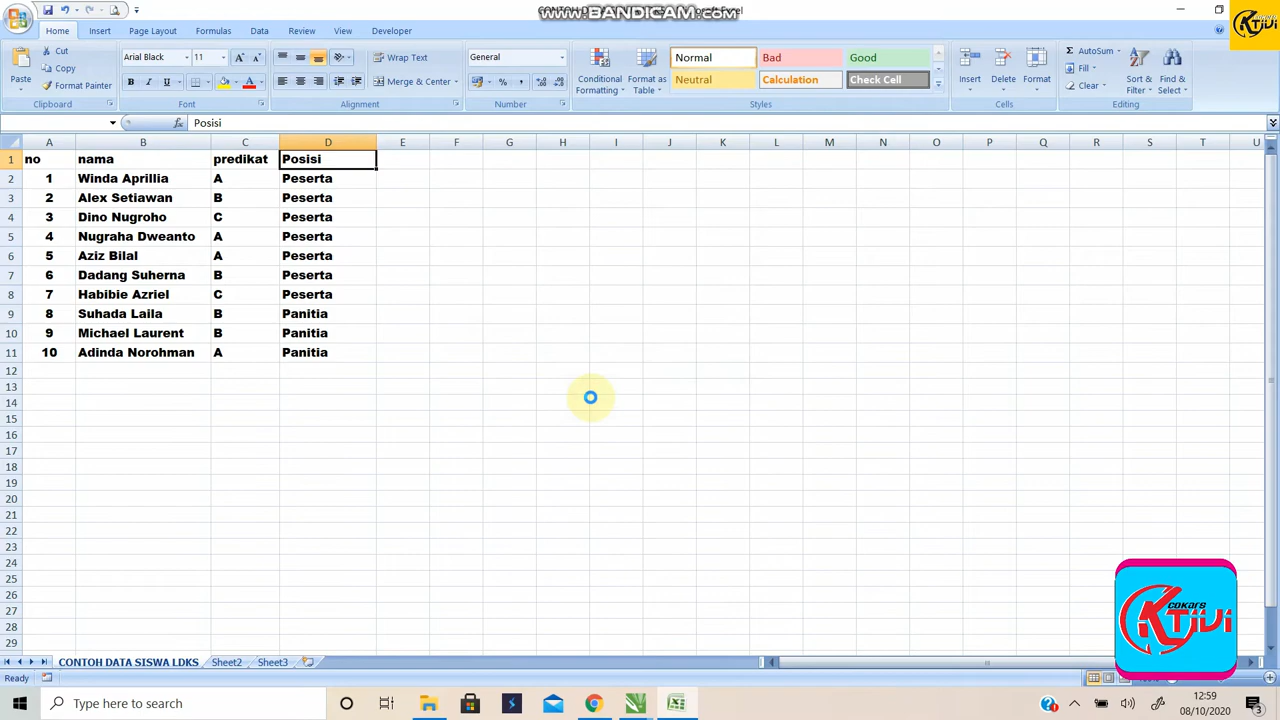 CONTOH D
www.BANDICAM.com
Excel
KTIVI
Home Insert Page Layout Formulas Data Review View Developer
Paste
Cut
Copy
Format Painter
Clipboard
Arial Black 11
B I U
Font
Wrap Text
Merge & Center
Alignment
General
Number
Conditional Formatting
Format as Table
Normal Bad Good
Neutral Calculation Check Cell
Styles
Insert Delete Format
Cells
AutoSum
Fill
Clear
Sort & Filter
Find & Select
Editing
fx Posisi
A B C D E F G H I J K L M N O P Q R S T U
1 no nama predikat Posisi
2 1 Winda Aprillia A Peserta
3 2 Alex Setiawan B Peserta
4 3 Dino Nugroho C Peserta
5 4 Nugraha Dweanto A Peserta
6 5 Aziz Bilal A Peserta
7 6 Dadang Suherna B Peserta
8 7 Habibie Azriel C Peserta
9 8 Suhada Laila B Panitia
10 9 Michael Laurent B Panitia
11 10 Adinda Norohman A Panitia
12
13
14
15
16
17
18
19
20
21
22
23
24
25
26
27
28
29
cokars
KTIVI
CONTOH DATA SISWA LDKS Sheet2 Sheet3
Ready
Type here to search
12:59
08/10/2020
3